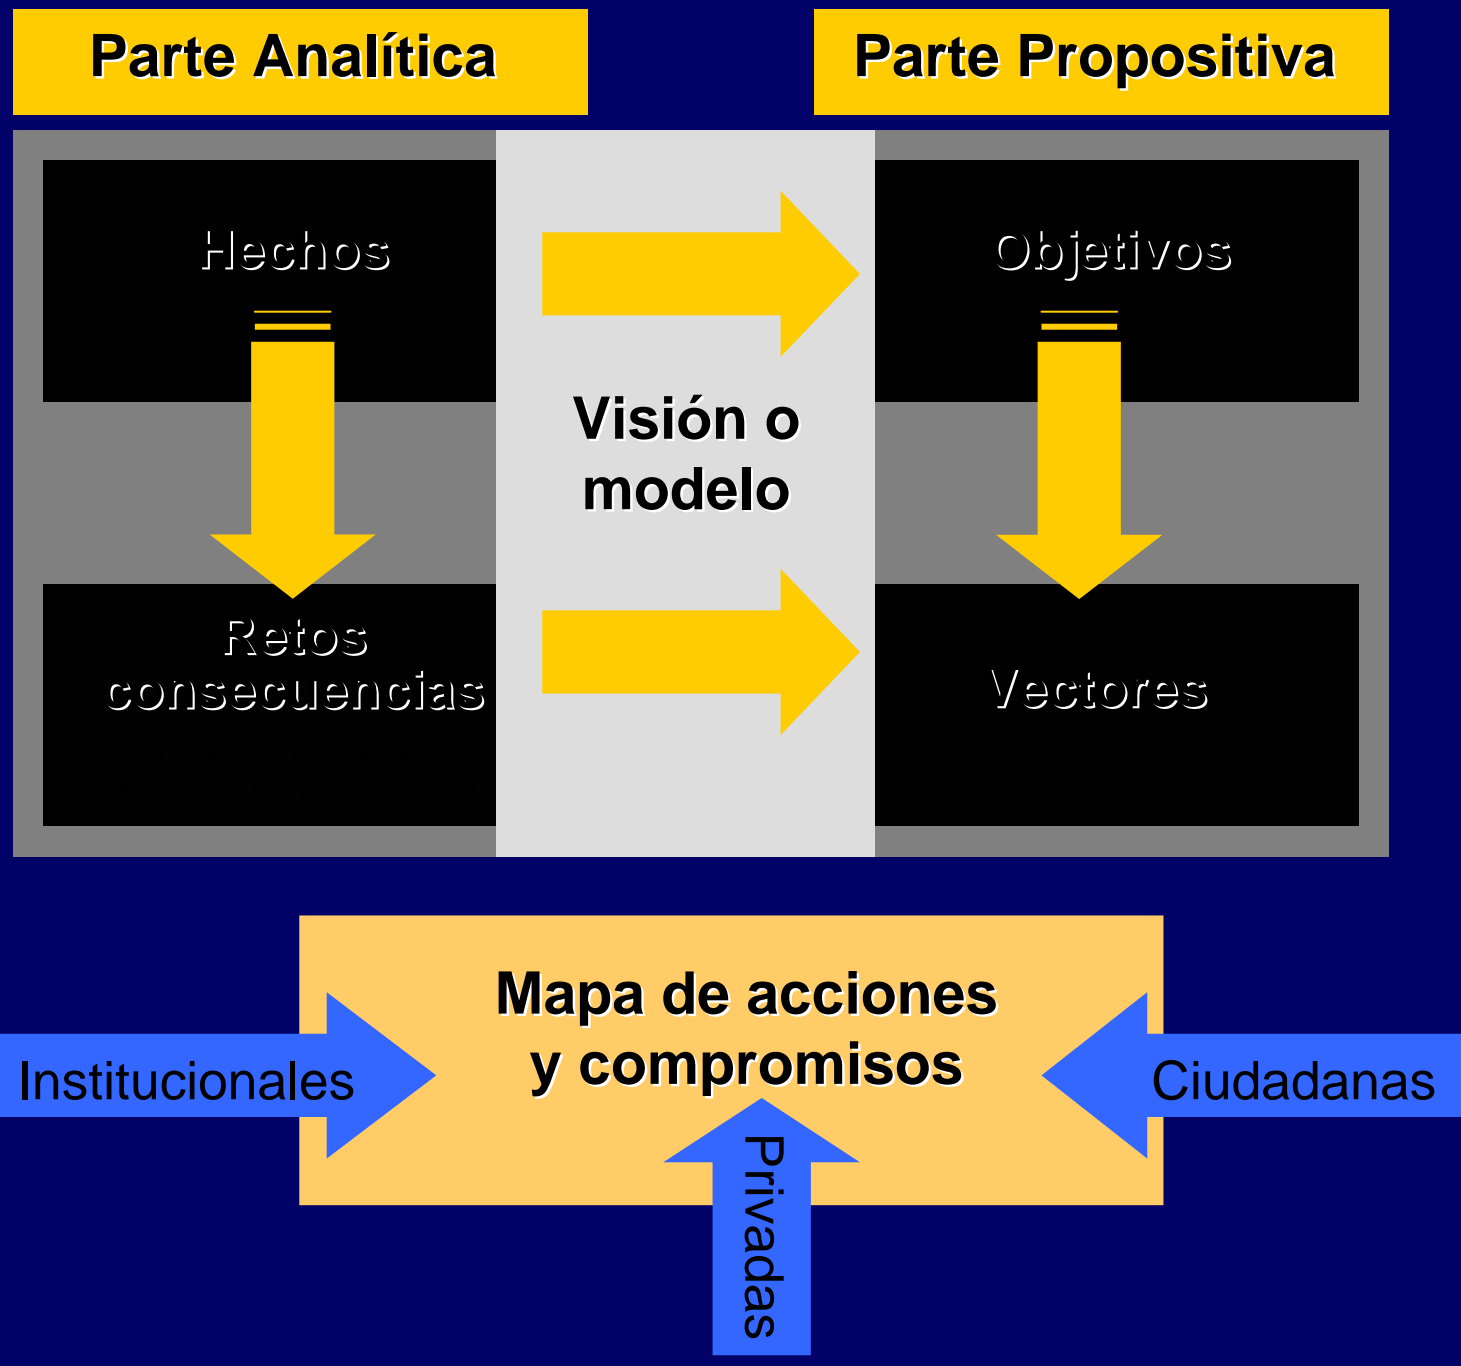 Parte Analítica
Parte Propositiva
Hechos
Objetivos
Visión o
modelo
Retos
consecuencias
Vectores
Mapa de acciones
y compromisos
Institucionales
Ciudadanas
Privadas